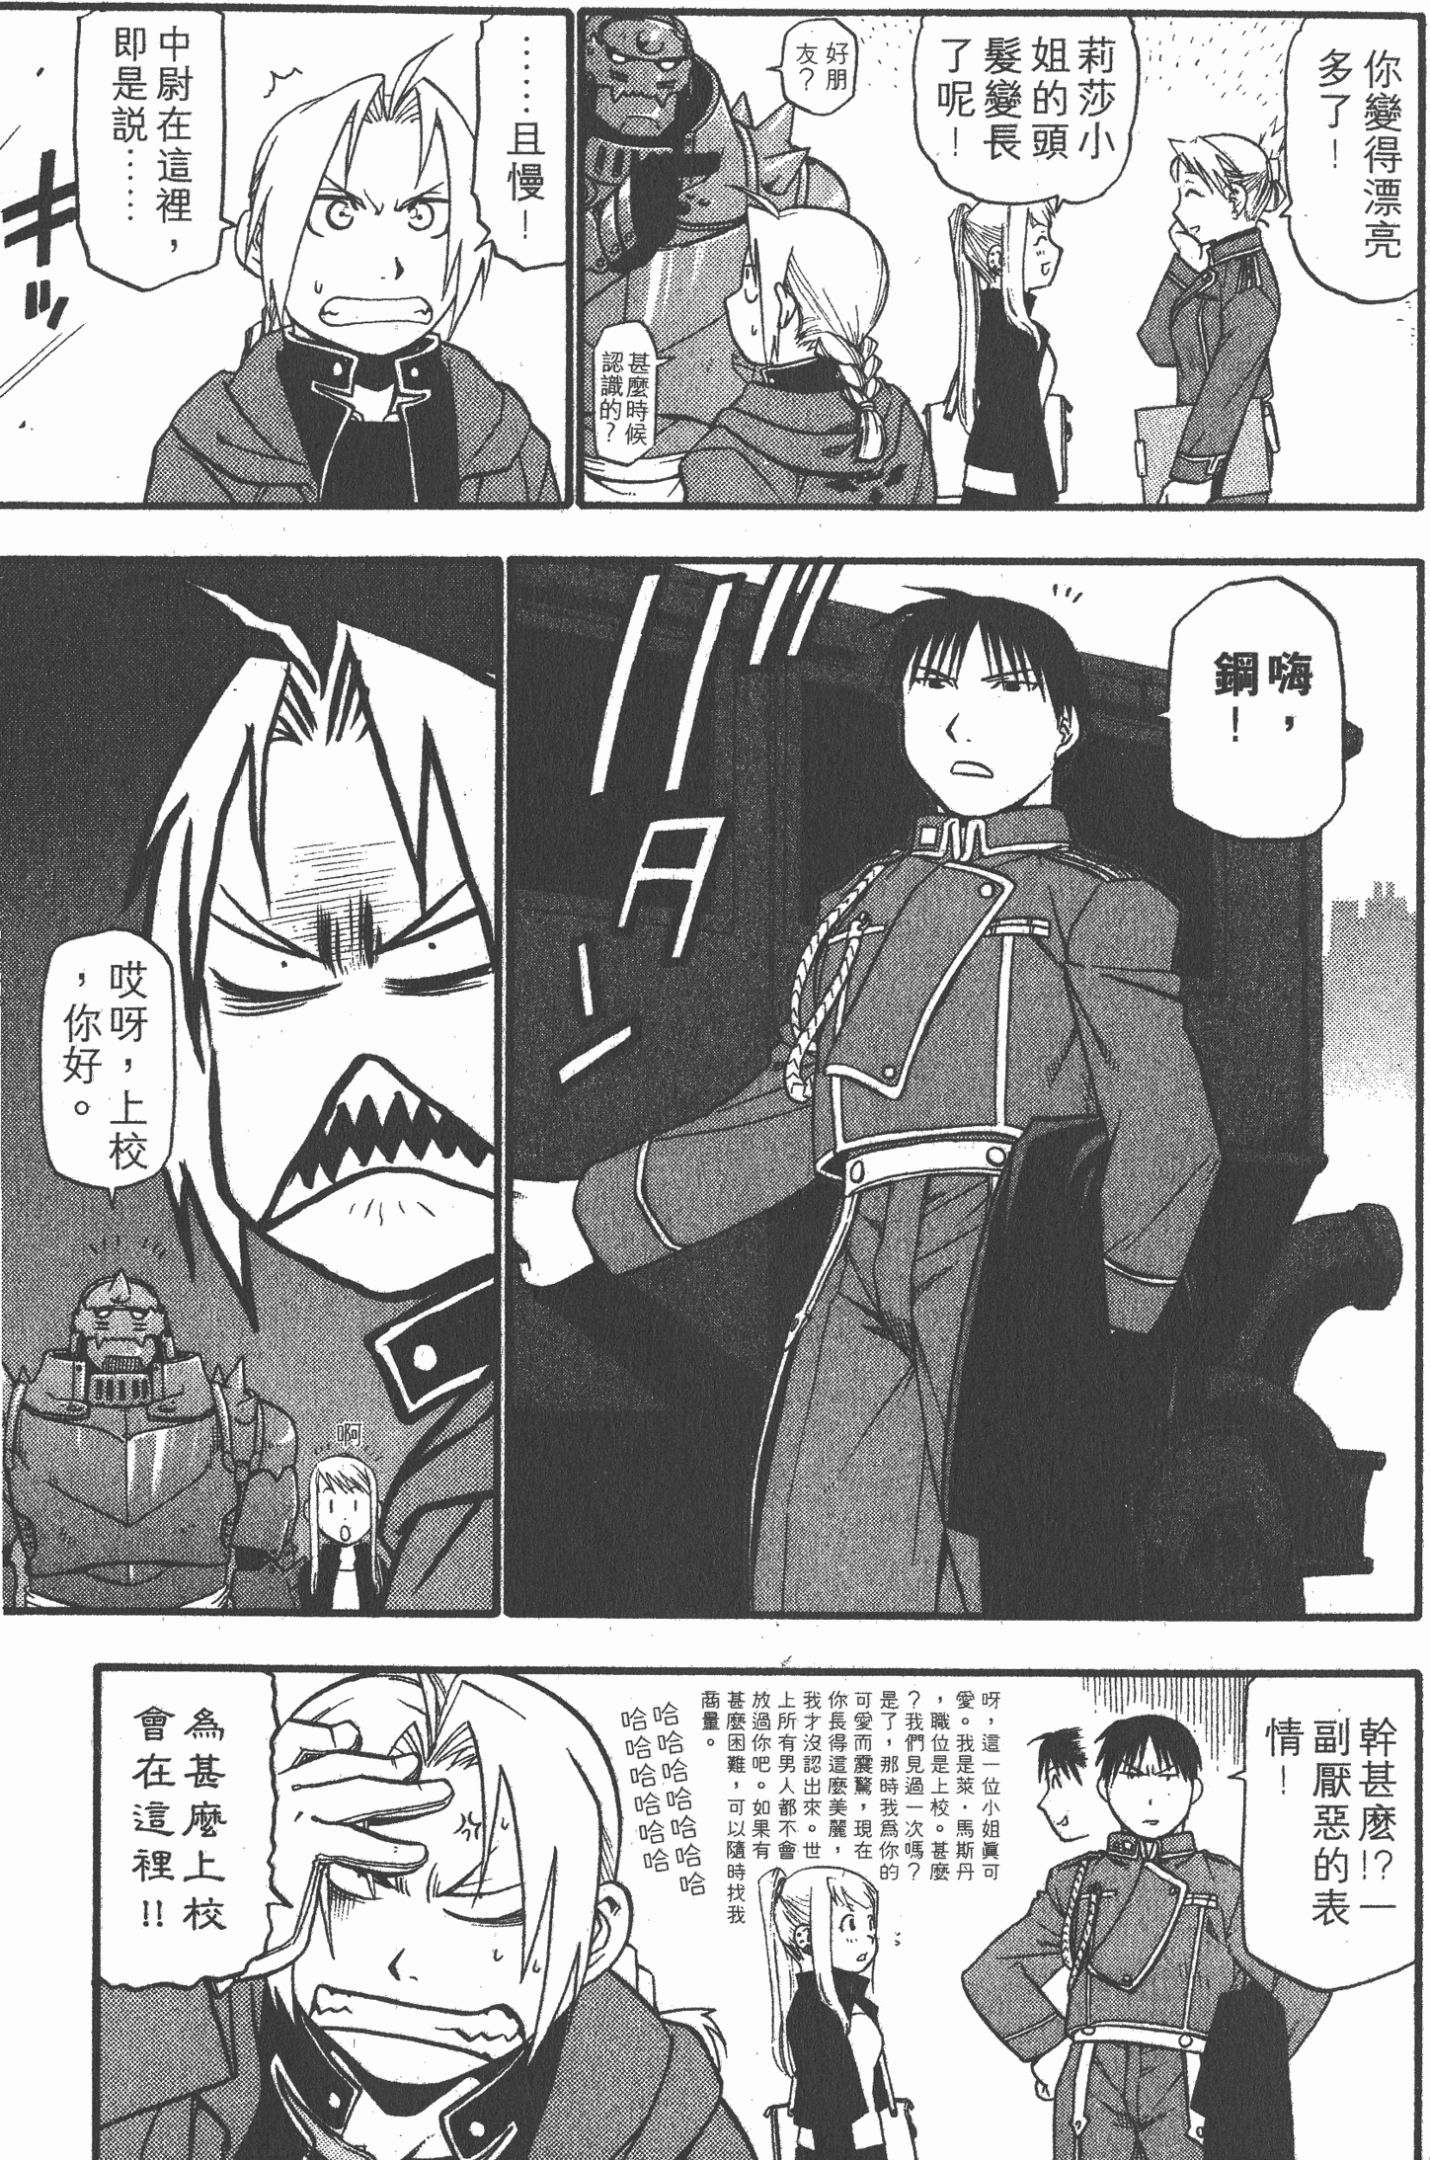 你變得漂亮
多了！
莉莎小
姐的頭
髮變長
了呢！
好朋
友？
甚麼時候
認識的？
……且慢！
中尉在這裡，
即是說……
嗨，
鋼！
哎呀，上校
，你好。
啊
幹甚麽!?一
副厭惡的表
情！
呀，這一位小姐真可
愛。我是萊．馬斯丹
，職位是上校。甚麼
？我們見過一次嗎？
是了，那時我為你的
可愛而震驚，現在
你長得這麼美麗，
我才沒認出來。世
上所有男人都不會
放過你吧。如果有
甚麼困難，可以隨時找我
商量。
哈哈哈哈哈哈哈
哈哈哈哈哈哈
為甚麼上校
會在這裡!!